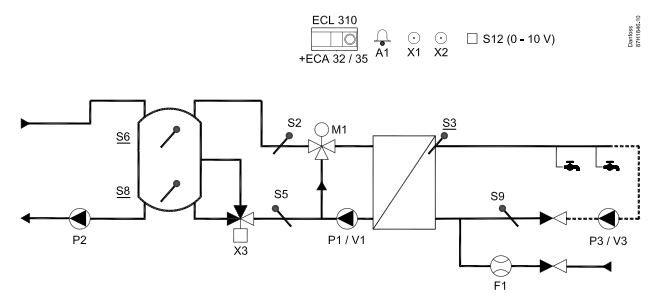 ECL 310
+ECA 32 / 35
A1
X1
X2
S12 (0 - 10 V)
Danfoss
87H1846.10
S6
S8
S2
M1
S3
S5
S9
P2
X3
P1 / V1
P3 / V3
F1